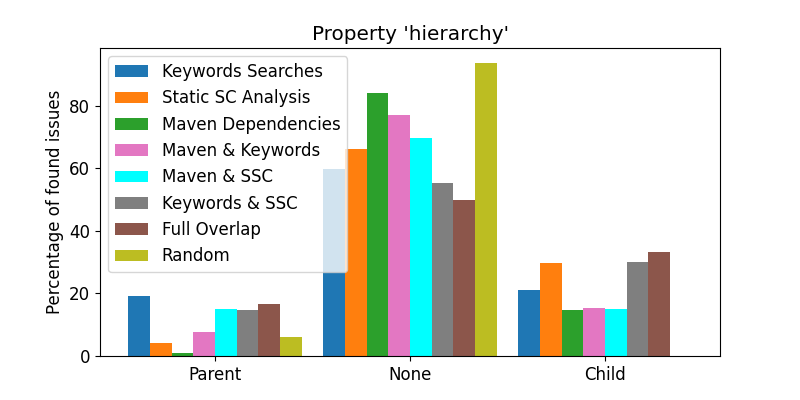 Property 'hierarchy'
Percentage of found issues
80
60
40
20
0
Keywords Searches
Static SC Analysis
Maven Dependencies
Maven & Keywords
Maven & SSC
Keywords & SSC
Full Overlap
Random
Parent
None
Child